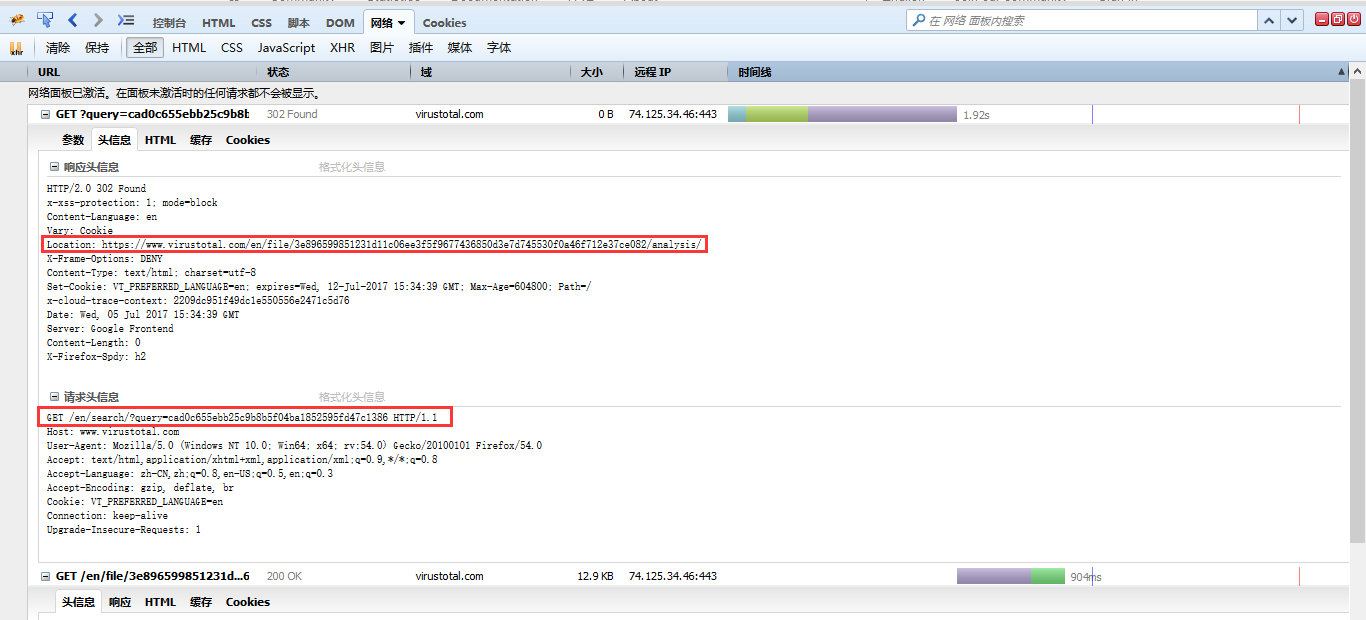 控制台 HTML CSS 脚本 DOM 网络 Cookies 在 网络 面板内搜索
xhr 清除 保持 全部 HTML CSS JavaScript XHR 图片 插件 媒体 字体
URL 状态 域 大小 远程 IP 时间线
网络面板已激活。在面板未激活时的任何请求都不会被显示。
GET ?query=cad0c655ebb25c9b8b 302 Found virustotal.com 0 B 74.125.34.46:443 1.92s
参数 头信息 HTML 缓存 Cookies
响应头信息 格式化头信息
HTTP/2.0 302 Found
x-xss-protection: 1; mode=block
Content-Language: en
Vary: Cookie
Location: https://www.virustotal.com/en/file/3e896599851231d11c06ee3f5f9677436850d3e7d745530f0a46f712e37ce082/analysis/
X-Frame-Options: DENY
Content-Type: text/html; charset=utf-8
Set-Cookie: VT_PREFERRED_LANGUAGE=en; expires=Wed, 12-Jul-2017 15:34:39 GMT; Max-Age=604800; Path=/
x-cloud-trace-context: 2209dc951f49dc1e550556e2471c5d76
Date: Wed, 05 Jul 2017 15:34:39 GMT
Server: Google Frontend
Content-Length: 0
X-Firefox-Spdy: h2
请求头信息 格式化头信息
GET /en/search/?query=cad0c655ebb25c9b8b5f04ba1852595fd47c1386 HTTP/1.1
Host: www.virustotal.com
User-Agent: Mozilla/5.0 (Windows NT 10.0; Win64; x64; rv:54.0) Gecko/20100101 Firefox/54.0
Accept: text/html,application/xhtml+xml,application/xml;q=0.9,*/*;q=0.8
Accept-Language: zh-CN,zh;q=0.8,en-US;q=0.5,en;q=0.3
Accept-Encoding: gzip, deflate, br
Cookie: VT_PREFERRED_LANGUAGE=en
Connection: keep-alive
Upgrade-Insecure-Requests: 1
GET /en/file/3e896599851231d...6 200 OK virustotal.com 12.9 KB 74.125.34.46:443 904ms
头信息 响应 HTML 缓存 Cookies